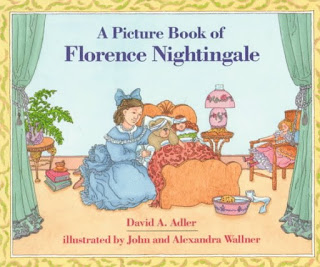 A Picture Book of
Florence Nightingale
David A. Adler
illustrated by John and Alexandra Wallner